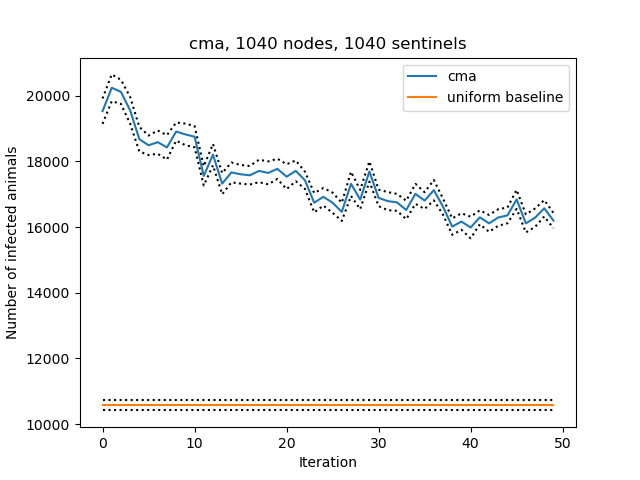 cma, 1040 nodes, 1040 sentinels
cma
uniform baseline
Number of infected animals
20000
18000
16000
14000
12000
10000
0 10 20 30 40 50
Iteration